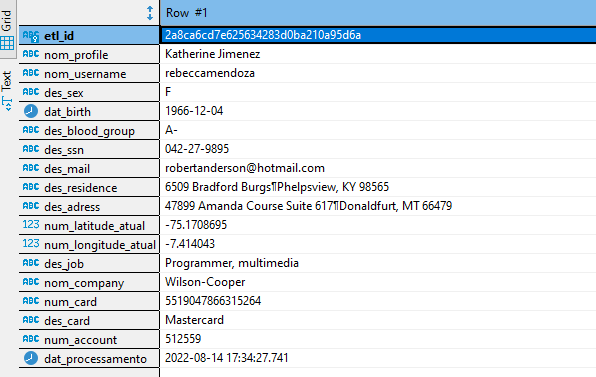 Grid
Text
Row #1
ABC etl_id 2a8ca6cd7e625634283d0ba210a95d6a
ABC nom_profile Katherine Jimenez
ABC nom_username rebeccamendoza
ABC des_sex F
dat_birth 1966-12-04
ABC des_blood_group A-
ABC des_ssn 042-27-9895
ABC des_mail robertanderson@hotmail.com
ABC des_residence 6509 Bradford Burgs¶Phelpsview, KY 98565
ABC des_adress 47899 Amanda Course Suite 617¶Donaldfurt, MT 66479
123 num_latitude_atual -75.1708695
123 num_longitude_atual -7.414043
ABC des_job Programmer, multimedia
ABC nom_company Wilson-Cooper
ABC num_card 5519047866315264
ABC des_card Mastercard
ABC num_account 512559
dat_processamento 2022-08-14 17:34:27.741